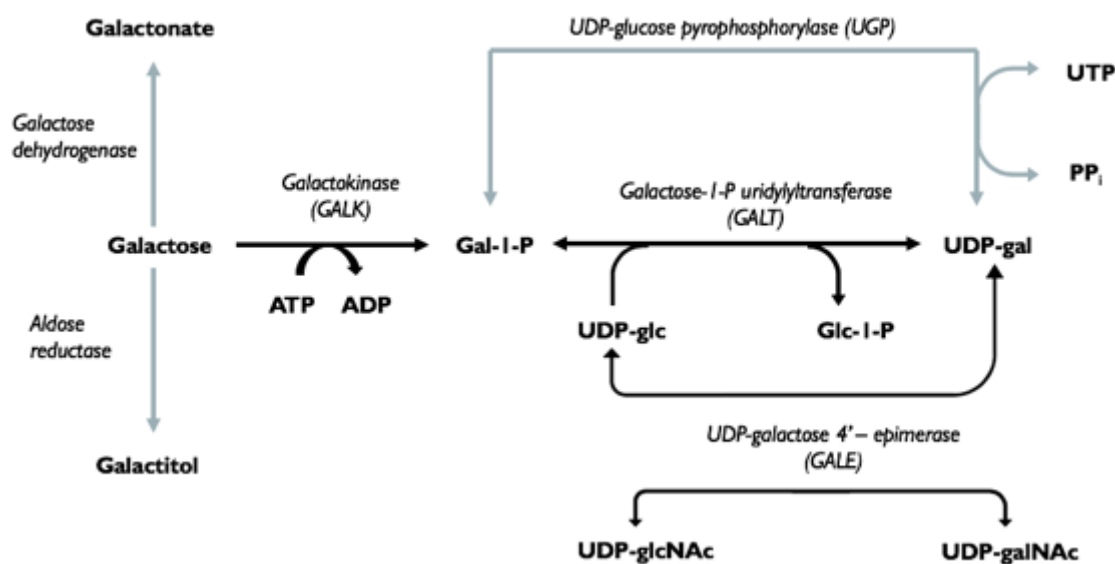 Galactonate
UDP-glucose pyrophosphorylase (UGP)
UTP
Galactose
dehydrogenase
PPi
Galactokinase
(GALK)
Galactose-1-P uridylyltransferase
(GALT)
Galactose
Gal-1-P
UDP-gal
ATP
ADP
UDP-glc
Glc-1-P
Aldose
reductase
UDP-galactose 4'– epimerase
(GALE)
Galactitol
UDP-glcNAc
UDP-galNAc